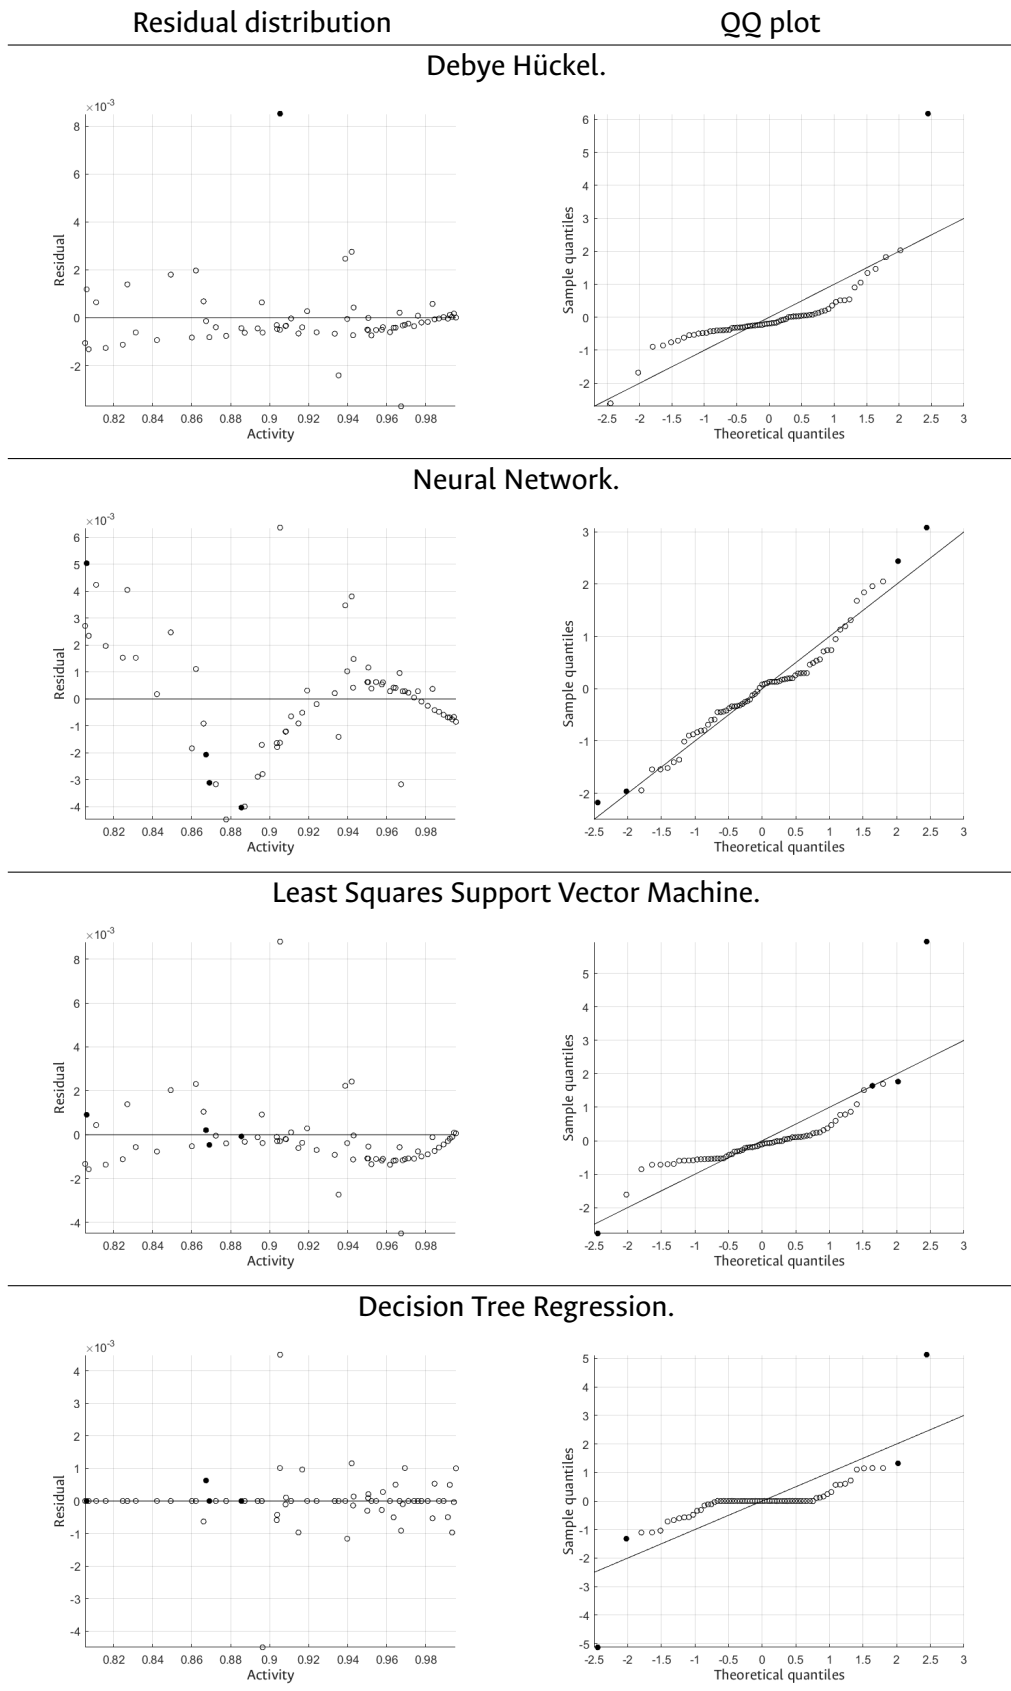 Residual distribution QQ plot
Debye Hückel.
×10-3
8
6
4
2
0
-2
0.82 0.84 0.86 0.88 0.9 0.92 0.94 0.96 0.98
Activity
Residual
6
5
4
3
2
1
0
-1
-2
-2.5 -2 -1.5 -1 -0.5 0 0.5 1 1.5 2 2.5 3
Theoretical quantiles
Sample quantiles
Neural Network.
×10-3
6
5
4
3
2
1
0
-1
-2
-3
-4
0.82 0.84 0.86 0.88 0.9 0.92 0.94 0.96 0.98
Activity
Residual
3
2
1
0
-1
-2
-2.5 -2 -1.5 -1 -0.5 0 0.5 1 1.5 2 2.5 3
Theoretical quantiles
Sample quantiles
Least Squares Support Vector Machine.
×10-3
8
6
4
2
0
-2
-4
0.82 0.84 0.86 0.88 0.9 0.92 0.94 0.96 0.98
Activity
Residual
5
4
3
2
1
0
-1
-2
-2.5 -2 -1.5 -1 -0.5 0 0.5 1 1.5 2 2.5 3
Theoretical quantiles
Sample quantiles
Decision Tree Regression.
×10-3
4
3
2
1
0
-1
-2
-3
-4
0.82 0.84 0.86 0.88 0.9 0.92 0.94 0.96 0.98
Activity
Residual
5
4
3
2
1
0
-1
-2
-3
-4
-5
-2.5 -2 -1.5 -1 -0.5 0 0.5 1 1.5 2 2.5 3
Theoretical quantiles
Sample quantiles